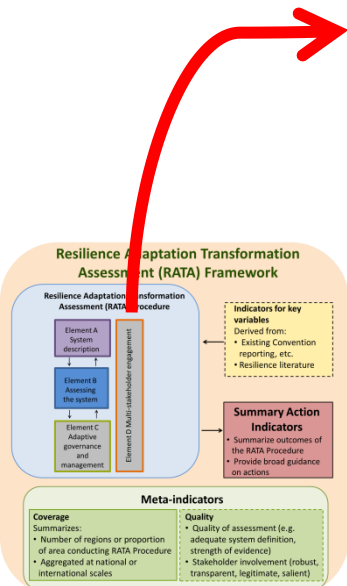 Resilience Adaptation Transformation
Assessment (RATA) Framework
Resilience Adaptation Transformation
Assessment (RATA) Procedure
Element A
System
description
Element B
Assessing
the system
Element C
Adaptive
governance
and
management
Element D Multi-stakeholder engagement
Indicators for key
variables
Derived from:
• Existing Convention
reporting, etc.
• Resilience literature
Summary Action
Indicators
• Summarize outcomes of
the RATA Procedure
• Provide broad guidance
on actions
Meta-indicators
Coverage
Summarizes:
• Number of regions or proportion
of area conducting RATA Procedure
• Aggregated at national or
international scales
Quality
• Quality of assessment (e.g.
adequate system definition,
strength of evidence)
• Stakeholder involvement (robust,
transparent, legitimate, salient)